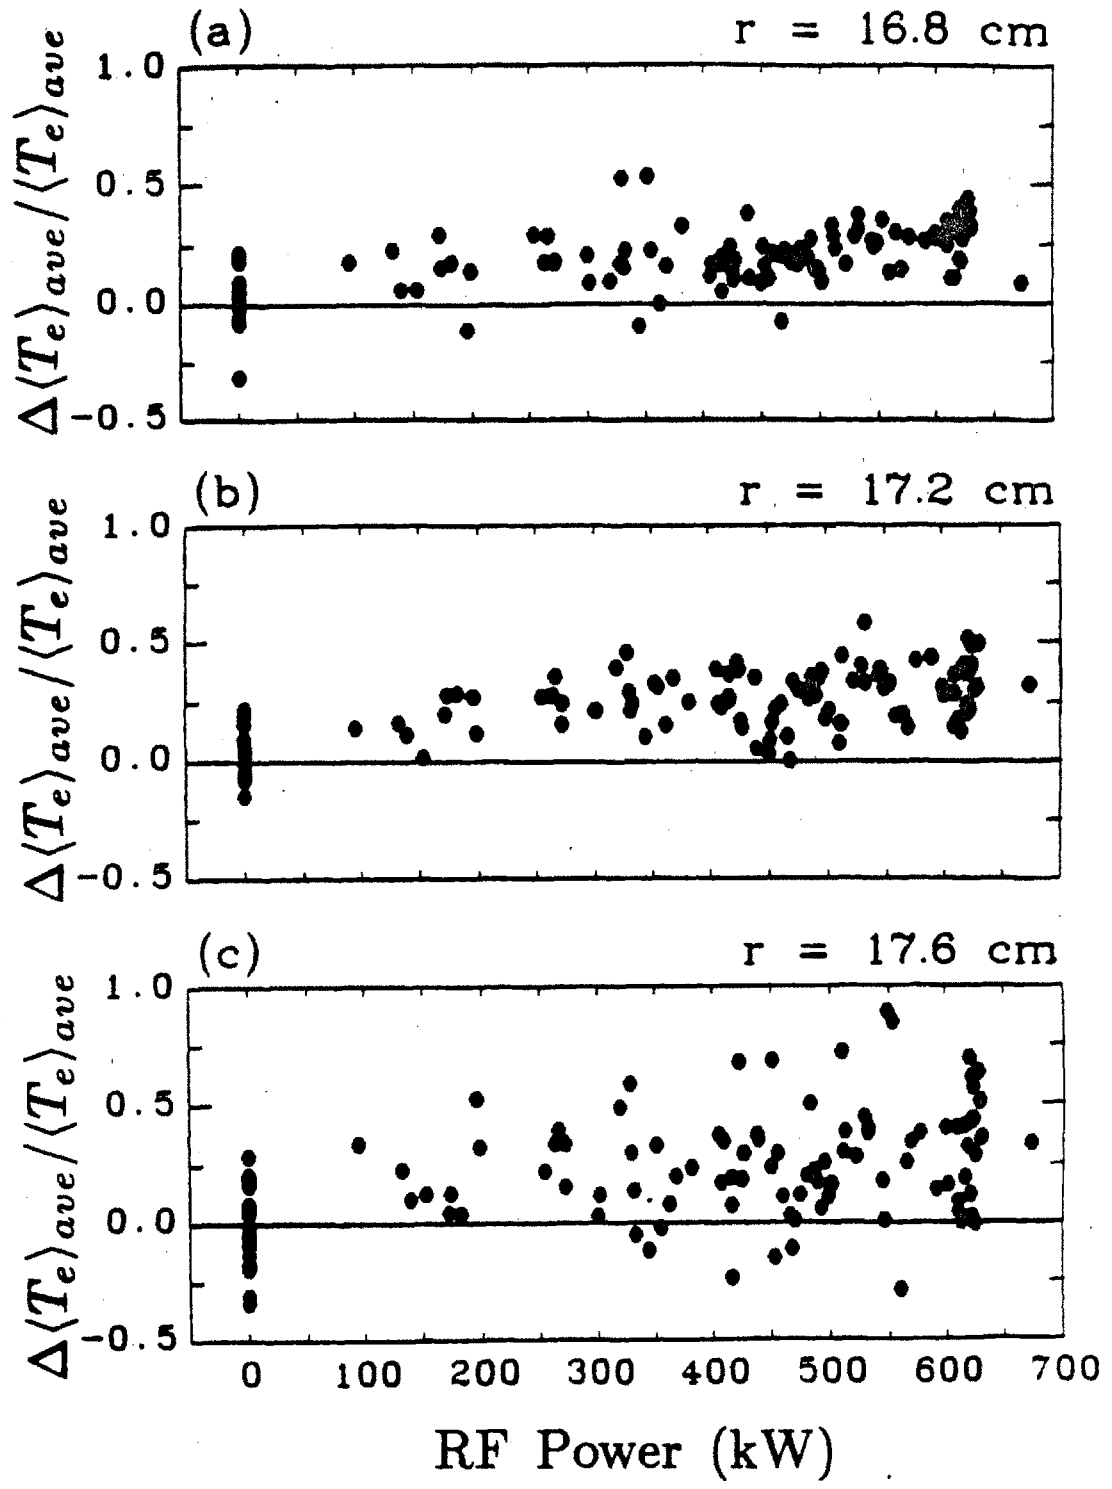 (a) r = 16.8 cm
Δ⟨Te⟩ave/⟨Te⟩ave
1.0
0.5
0.0
-0.5
(b) r = 17.2 cm
Δ⟨Te⟩ave/⟨Te⟩ave
1.0
0.5
0.0
-0.5
(c) r = 17.6 cm
Δ⟨Te⟩ave/⟨Te⟩ave
1.0
0.5
0.0
-0.5
0 100 200 300 400 500 600 700
RF Power (kW)